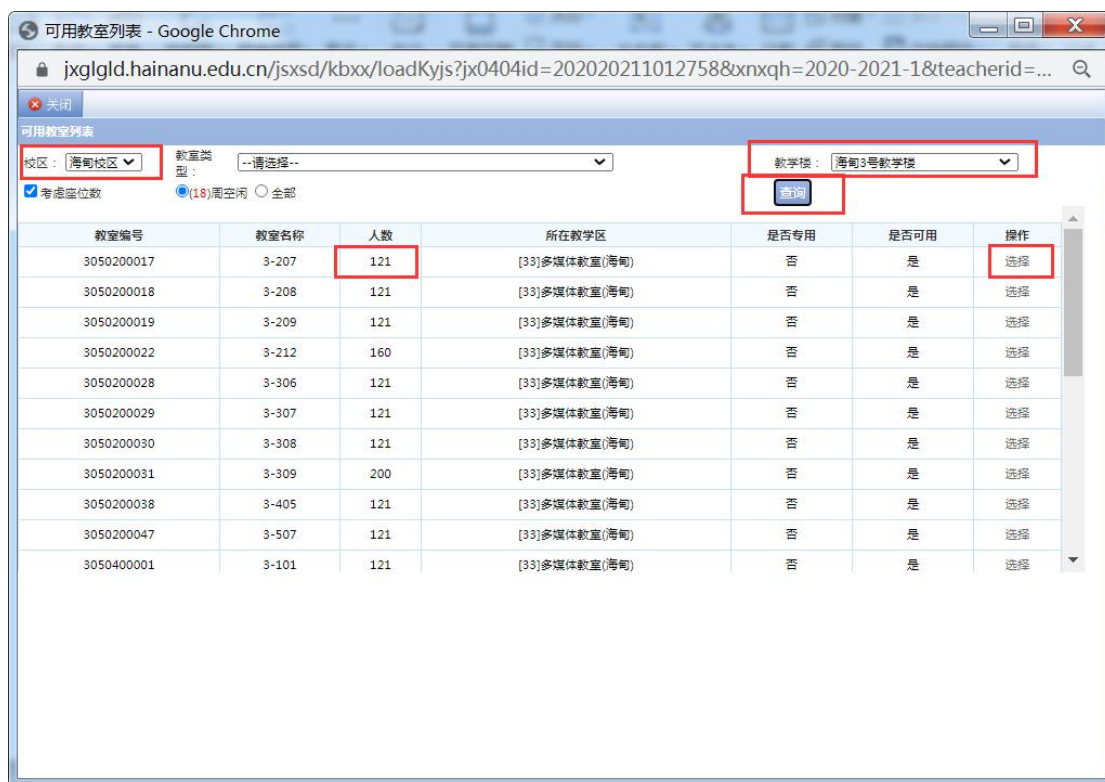 可用教室列表 - Google Chrome
jxglgld.hainanu.edu.cn/jsxsd/kbxx/loadKyjs?jx0404id=202020211012758&xnxqh=2020-2021-1&teacherid=...
关闭
可用教室列表
校区： 海甸校区 教室类型： --请选择-- 教学楼： 海甸3号教学楼
考虑座位数 (18)周空闲 全部 查询
教室编号 教室名称 人数 所在教学区 是否专用 是否可用 操作
3050200017 3-207 121 [33]多媒体教室(海甸) 否 是 选择
3050200018 3-208 121 [33]多媒体教室(海甸) 否 是 选择
3050200019 3-209 121 [33]多媒体教室(海甸) 否 是 选择
3050200022 3-212 160 [33]多媒体教室(海甸) 否 是 选择
3050200028 3-306 121 [33]多媒体教室(海甸) 否 是 选择
3050200029 3-307 121 [33]多媒体教室(海甸) 否 是 选择
3050200030 3-308 121 [33]多媒体教室(海甸) 否 是 选择
3050200031 3-309 200 [33]多媒体教室(海甸) 否 是 选择
3050200038 3-405 121 [33]多媒体教室(海甸) 否 是 选择
3050200047 3-507 121 [33]多媒体教室(海甸) 否 是 选择
3050400001 3-101 121 [33]多媒体教室(海甸) 否 是 选择